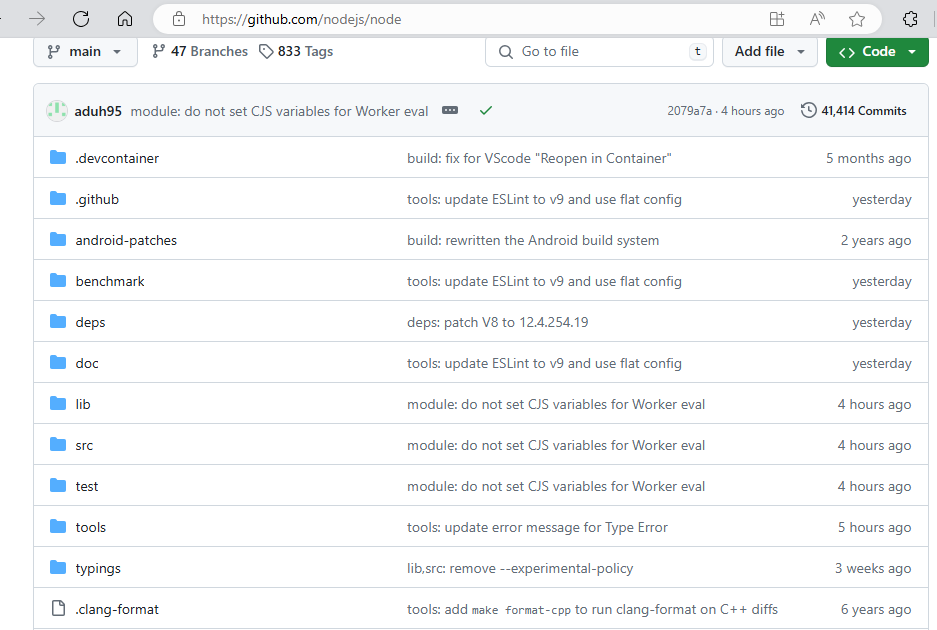 https://github.com/nodejs/node
main 47 Branches 833 Tags Go to file t Add file Code
aduh95 module: do not set CJS variables for Worker eval 2079a7a · 4 hours ago 41,414 Commits
.devcontainer build: fix for VScode "Reopen in Container" 5 months ago
.github tools: update ESLint to v9 and use flat config yesterday
android-patches build: rewritten the Android build system 2 years ago
benchmark tools: update ESLint to v9 and use flat config yesterday
deps deps: patch V8 to 12.4.254.19 yesterday
doc tools: update ESLint to v9 and use flat config yesterday
lib module: do not set CJS variables for Worker eval 4 hours ago
src module: do not set CJS variables for Worker eval 4 hours ago
test module: do not set CJS variables for Worker eval 4 hours ago
tools tools: update error message for Type Error 5 hours ago
typings lib,src: remove --experimental-policy 3 weeks ago
.clang-format tools: add make format-cpp to run clang-format on C++ diffs 6 years ago